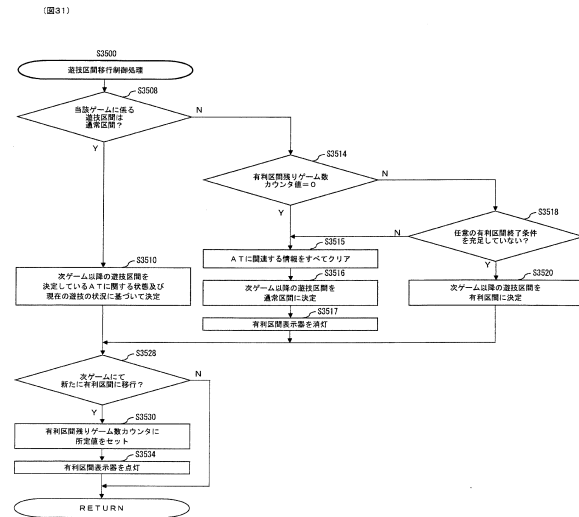 (図31)
S3500
遊技区間移行制御処理
S3508
当該ゲームに係る
遊技区間は
通常区間?
N
Y
S3514
有利区間残りゲーム数
カウンタ値=0
N
Y
S3518
任意の有利区間終了条件
を充足していない?
N
Y
S3510
次ゲーム以降の遊技区間を
決定しているATに関する状態及び
現在の遊技の状況に基づいて決定
S3515
ATに関連する情報をすべてクリア
S3516
次ゲーム以降の遊技区間を
通常区間に決定
S3517
有利区間表示器を消灯
S3520
次ゲーム以降の遊技区間を
有利区間に決定
S3528
次ゲームにて
新たに有利区間に移行?
N
Y
S3530
有利区間残りゲーム数カウンタに
所定値をセット
S3534
有利区間表示器を点灯
RETURN